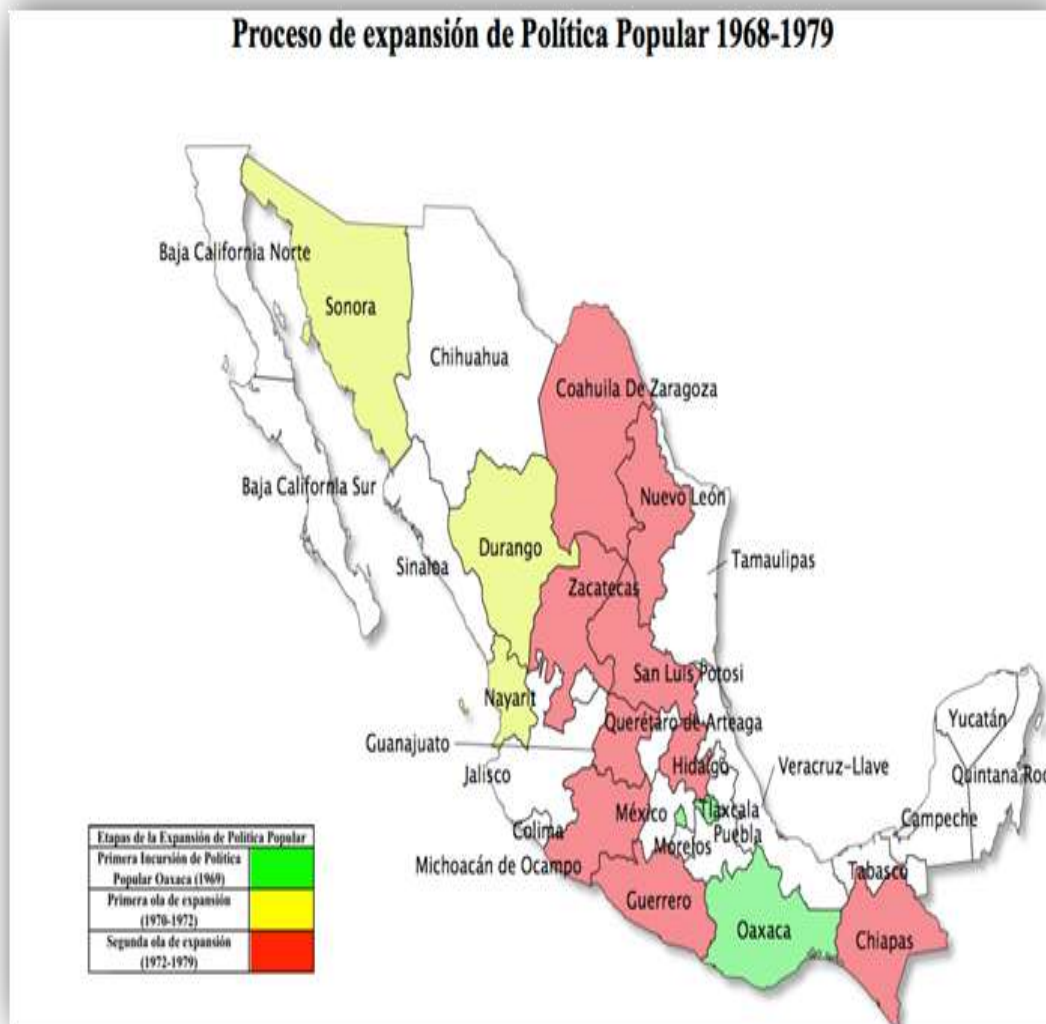 Proceso de expansión de Política Popular 1968-1979
Baja California Norte
Sonora
Chihuahua
Coahuila De Zaragoza
Baja California Sur
Nuevo León
Sinaloa
Durango
Tamaulipas
Zacatecas
San Luis Potosi
Nayarit
Querétaro de Arteaga
Yucatán
Guanajuato
Jalisco
Hidalgo
Veracruz-Llave
Quintana Roo
México
Tlaxcala
Campeche
Colima
Puebla
Morelos
Michoacán de Ocampo
Tabasco
Guerrero
Oaxaca
Chiapas
Etapas de la Expansión de Política Popular
Primera Incursión de Política
Popular Oaxaca (1969)
Primera ola de expansión
(1970-1972)
Segunda ola de expansión
(1972-1979)